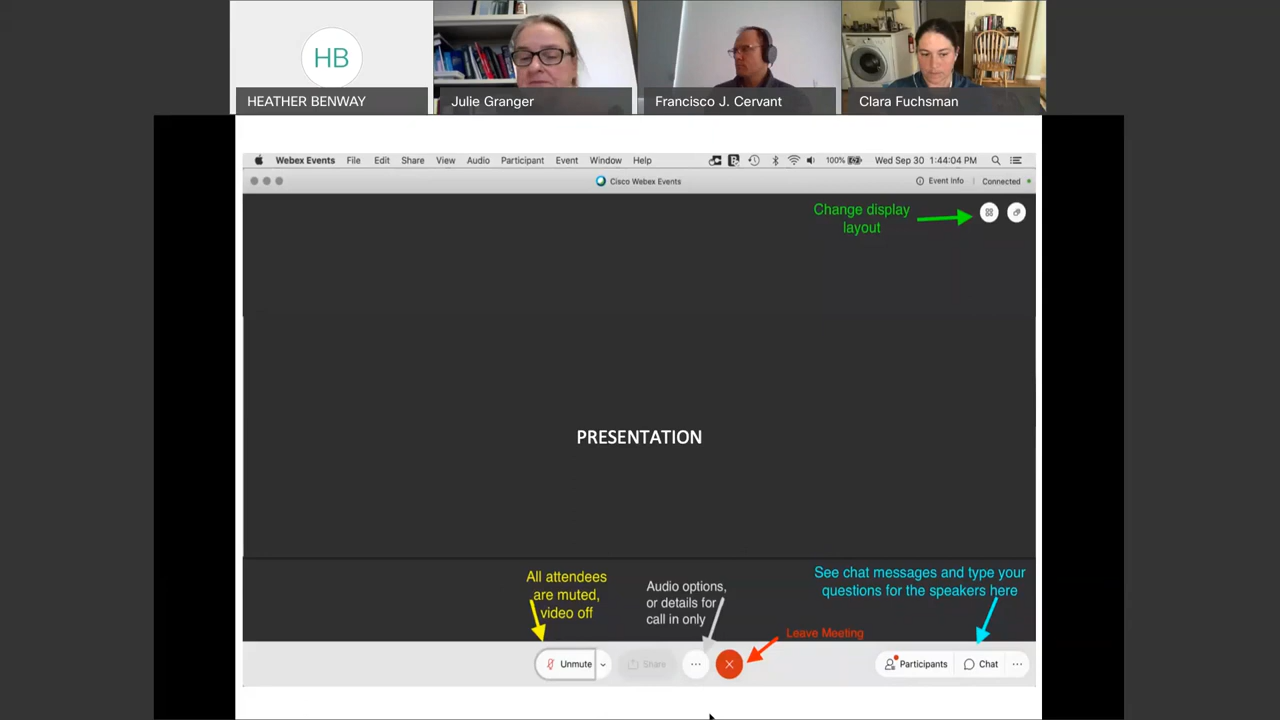 HB
HEATHER BENWAY
Julie Granger
Francisco J. Cervant
Clara Fuchsman
Webex Events File Edit Share View Audio Participant Event Window Help 100% Wed Sep 30 1:44:04 PM
Cisco Webex Events
Event Info
Connected
Change display
layout
PRESENTATION
All attendees
are muted,
video off
Audio options,
or details for
call in only
Leave Meeting
See chat messages and type your
questions for the speakers here
Unmute
Share
Participants
Chat